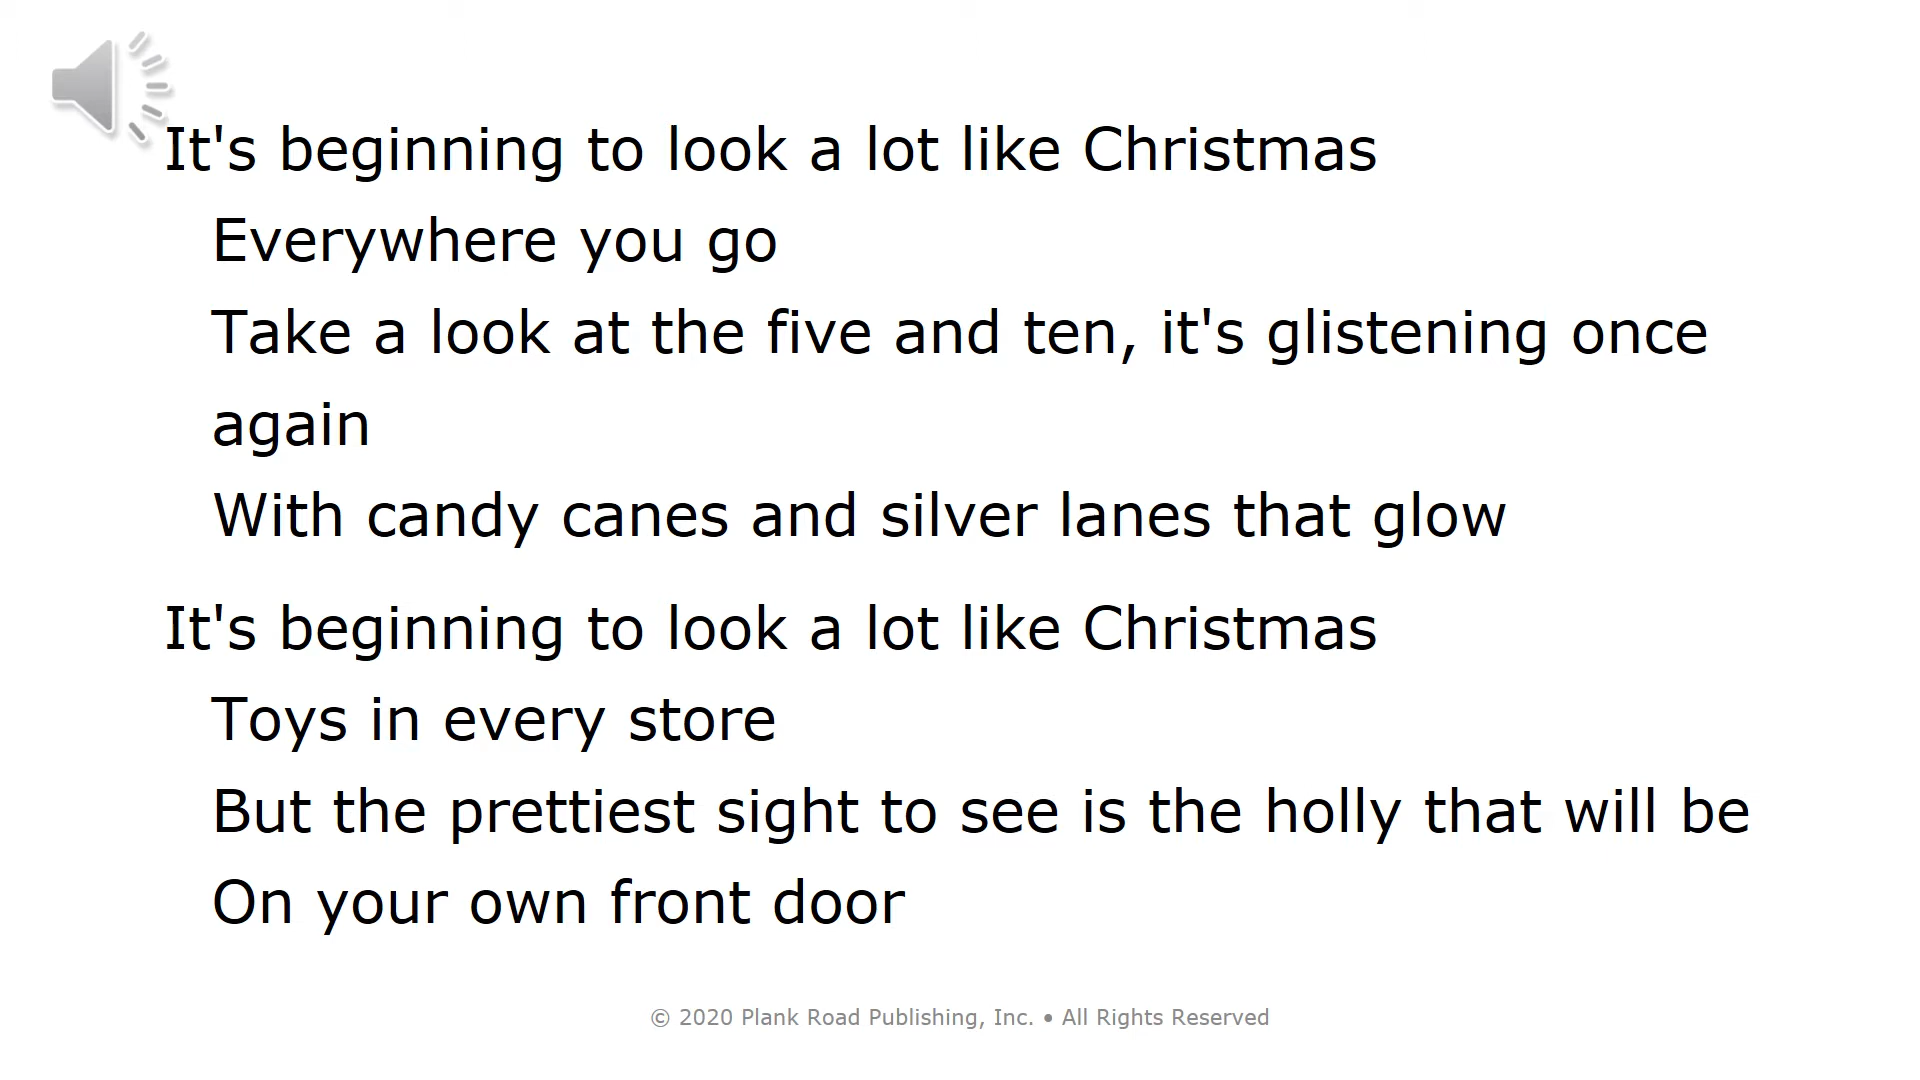 It's beginning to look a lot like Christmas
Everywhere you go
Take a look at the five and ten, it's glistening once
again
With candy canes and silver lanes that glow
It's beginning to look a lot like Christmas
Toys in every store
But the prettiest sight to see is the holly that will be
On your own front door
© 2020 Plank Road Publishing, Inc. • All Rights Reserved